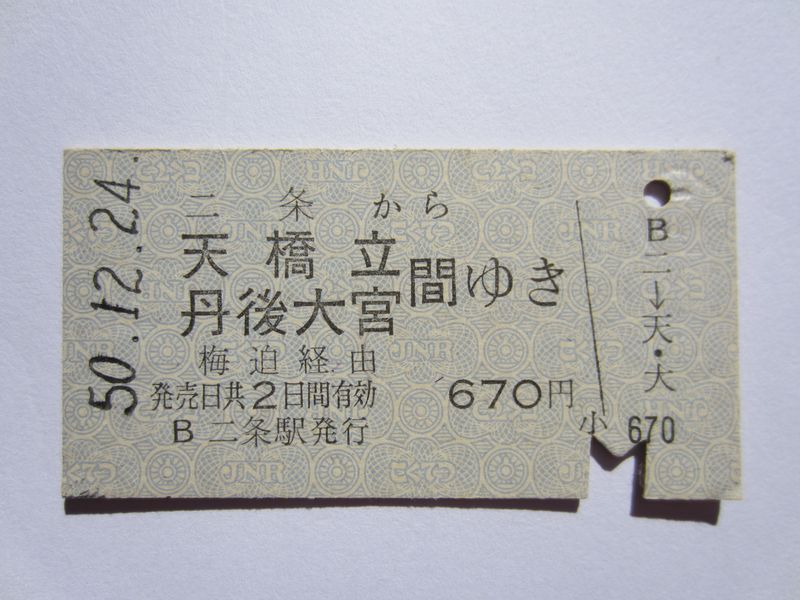 50.12.24.
二条から
天橋立
丹後大宮
間ゆき
梅迫経由
発売日共2日間有効
670円
B 二条駅発行
B
二→天・大
小 670